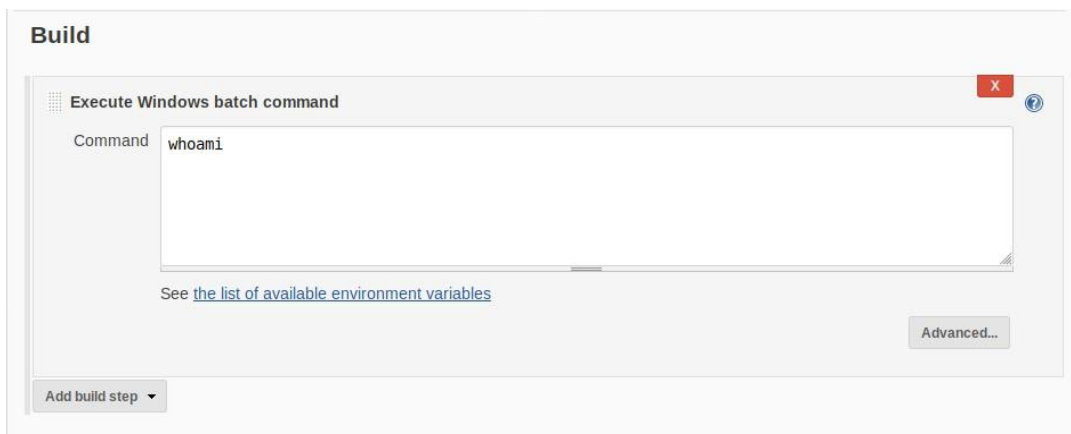 Build
Execute Windows batch command
X
?
Command
whoami
See the list of available environment variables
Advanced...
Add build step